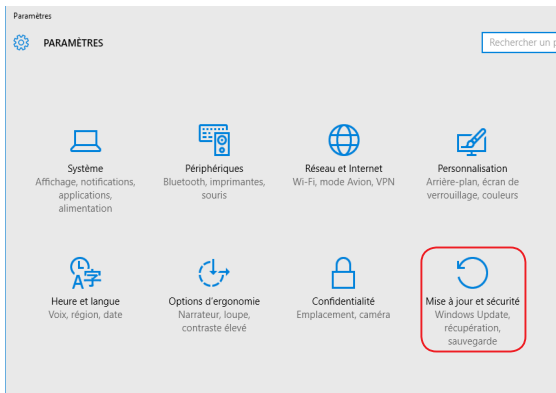 Paramètres
PARAMÈTRES
Rechercher un p
Système
Affichage, notifications,
applications,
alimentation
Périphériques
Bluetooth, imprimantes,
souris
Réseau et Internet
Wi-Fi, mode Avion, VPN
Personnalisation
Arrière-plan, écran de
verrouillage, couleurs
Heure et langue
Voix, région, date
Options d'ergonomie
Narrateur, loupe,
contraste élevé
Confidentialité
Emplacement, caméra
Mise à jour et sécurité
Windows Update,
récupération,
sauvegarde